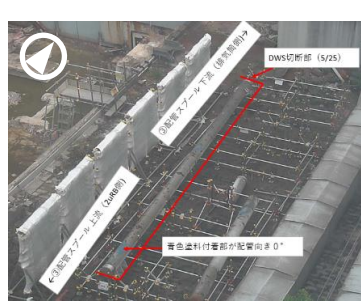 ③配管スプール下流（排気筒側）→
DWS切断部（5/25）
←③配管スプール上流（2uRB側）
青色塗料付着部が配管向き０°